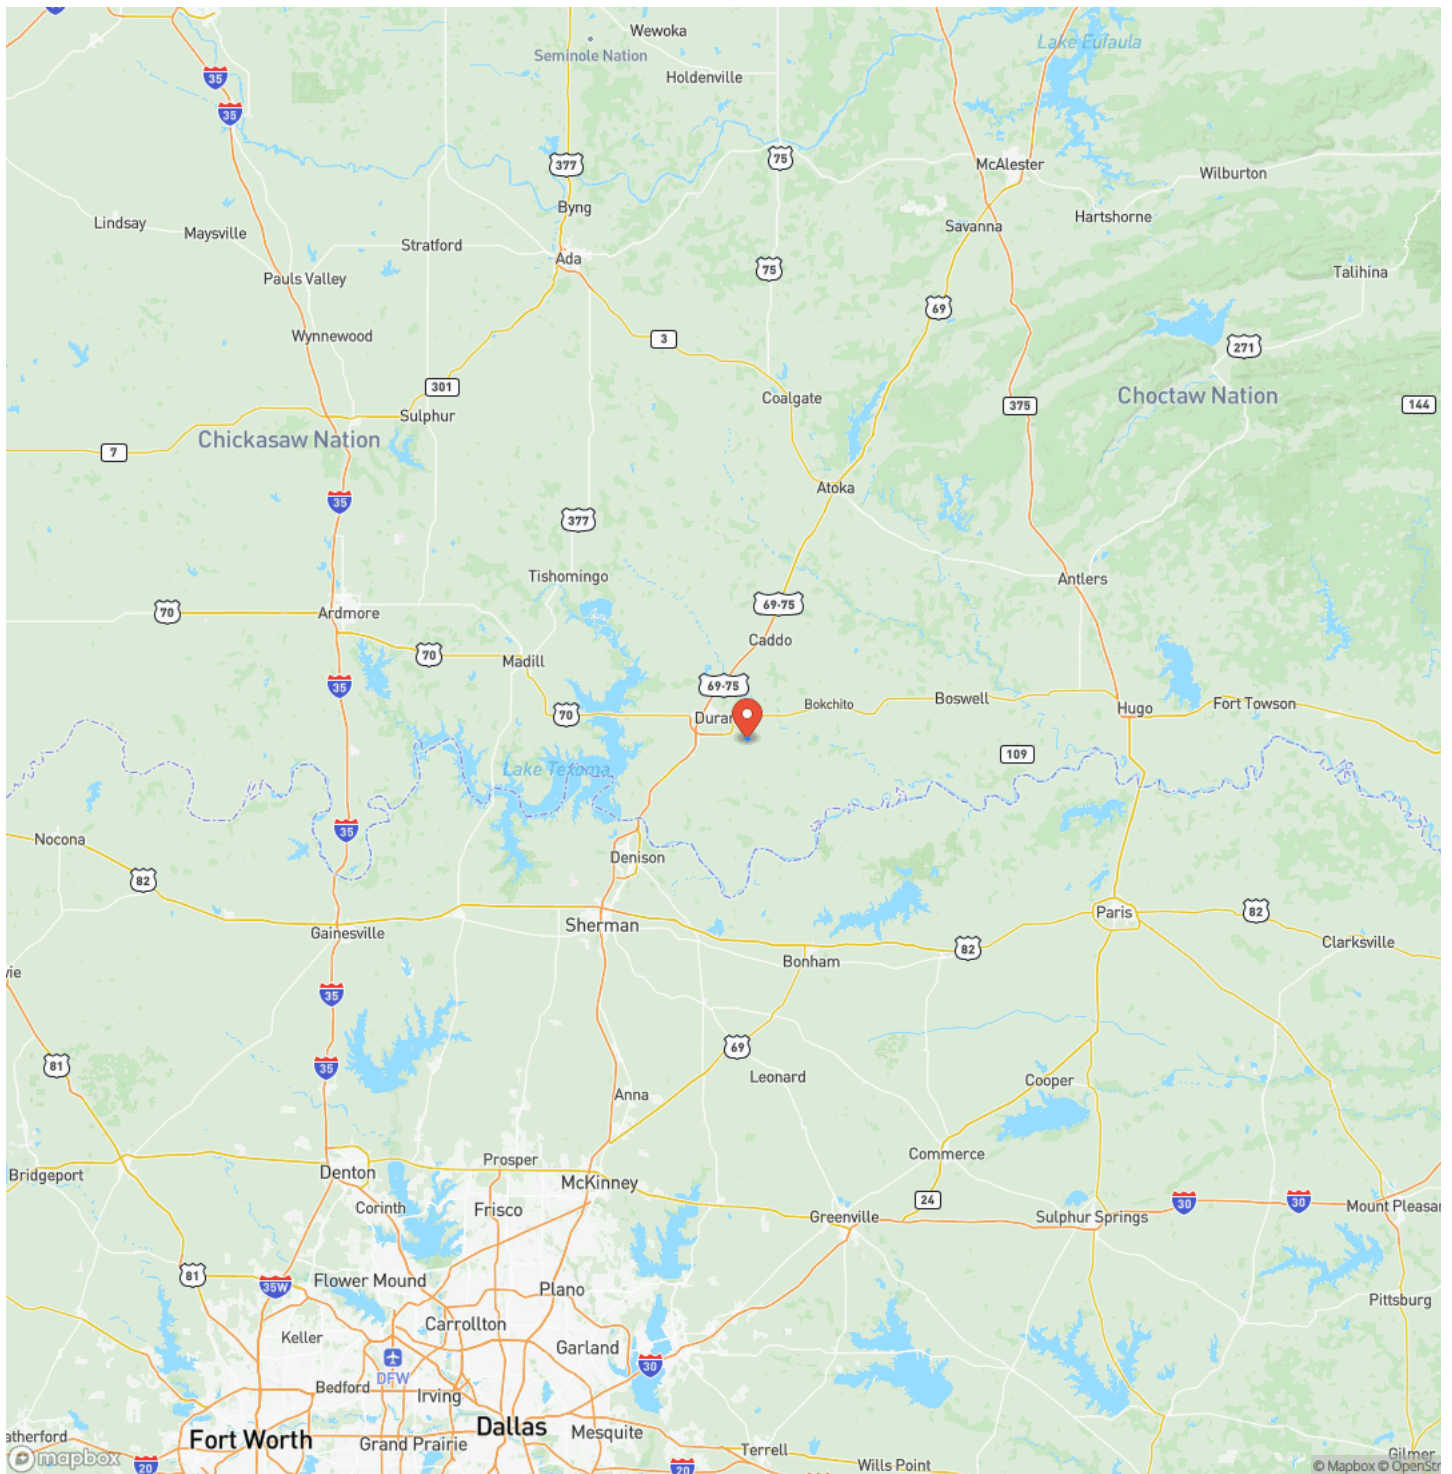 Wewoka
Lake Eufaula
Seminole Nation
Holdenville
35
35
377
75
McAlester
Wilburton
Byng
Hartshorne
Lindsay
Maysville
Stratford
Savanna
Ada
75
Talihina
Pauls Valley
69
Wynnewood
3
271
301
Coalgate
Choctaw Nation
375
144
Sulphur
Chickasaw Nation
7
Atoka
35
377
Tishomingo
Antlers
69-75
70
Ardmore
Caddo
70
Madill
35
69-75
Bokchito
Boswell
Hugo
Fort Towson
70
Duran
109
Lake Texoma
35
Nocona
Denison
82
Paris
82
Sherman
Gainesville
82
Clarksville
Bonham
vie
35
69
81
35
Leonard
Cooper
Anna
Commerce
Prosper
Bridgeport
Denton
McKinney
24
30
30
Corinth
Frisco
Greenville
Sulphur Springs
Mount Pleasan
81
35W
Flower Mound
Plano
Pittsburg
Carrollton
Keller
Garland
30
DFW
Bedford
Irving
Dallas
Mesquite
atherford
Fort Worth
Grand Prairie
Terrell
Gilmer
mapbox
20
20
Wills Point
© Mapbox © OpenStr